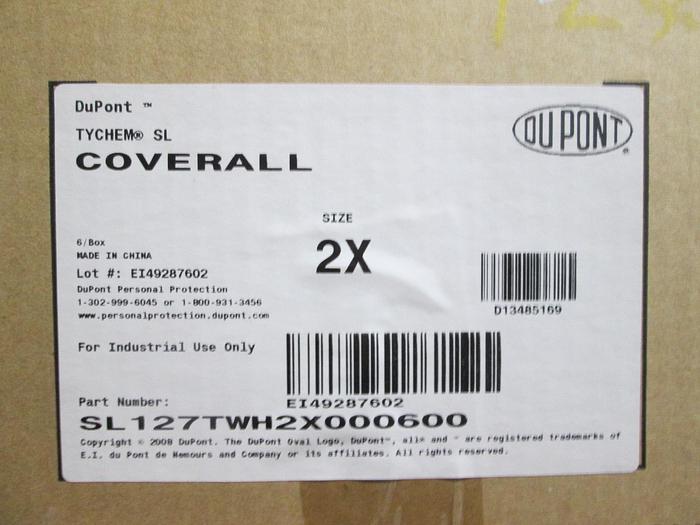 DuPont ™
TYCHEM® SL
COVERALL
DU PONT
®
SIZE
2X
6/Box
MADE IN CHINA
Lot #: EI49287602
DuPont Personal Protection
1-302-999-6045 or 1-800-931-3456
www.personalprotection.dupont.com
D13485169
For Industrial Use Only
EI49287602
Part Number:
SL127TWH2X000600
Copyright © 2008 DuPont. The DuPont Oval Logo, DuPont™, all® and ™ are registered trademarks of
E.I. du Pont de Nemours and Company or its affiliates. All rights reserved.